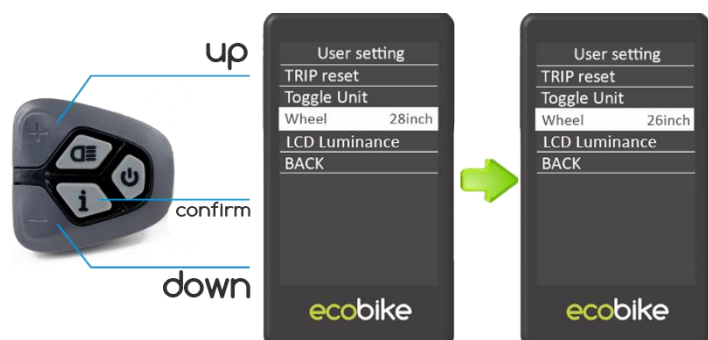 up
+
i
confirm
−
down
User setting
TRIP reset
Toggle Unit
Wheel 28inch
LCD Luminance
BACK
ecobike
User setting
TRIP reset
Toggle Unit
Wheel 26inch
LCD Luminance
BACK
ecobike